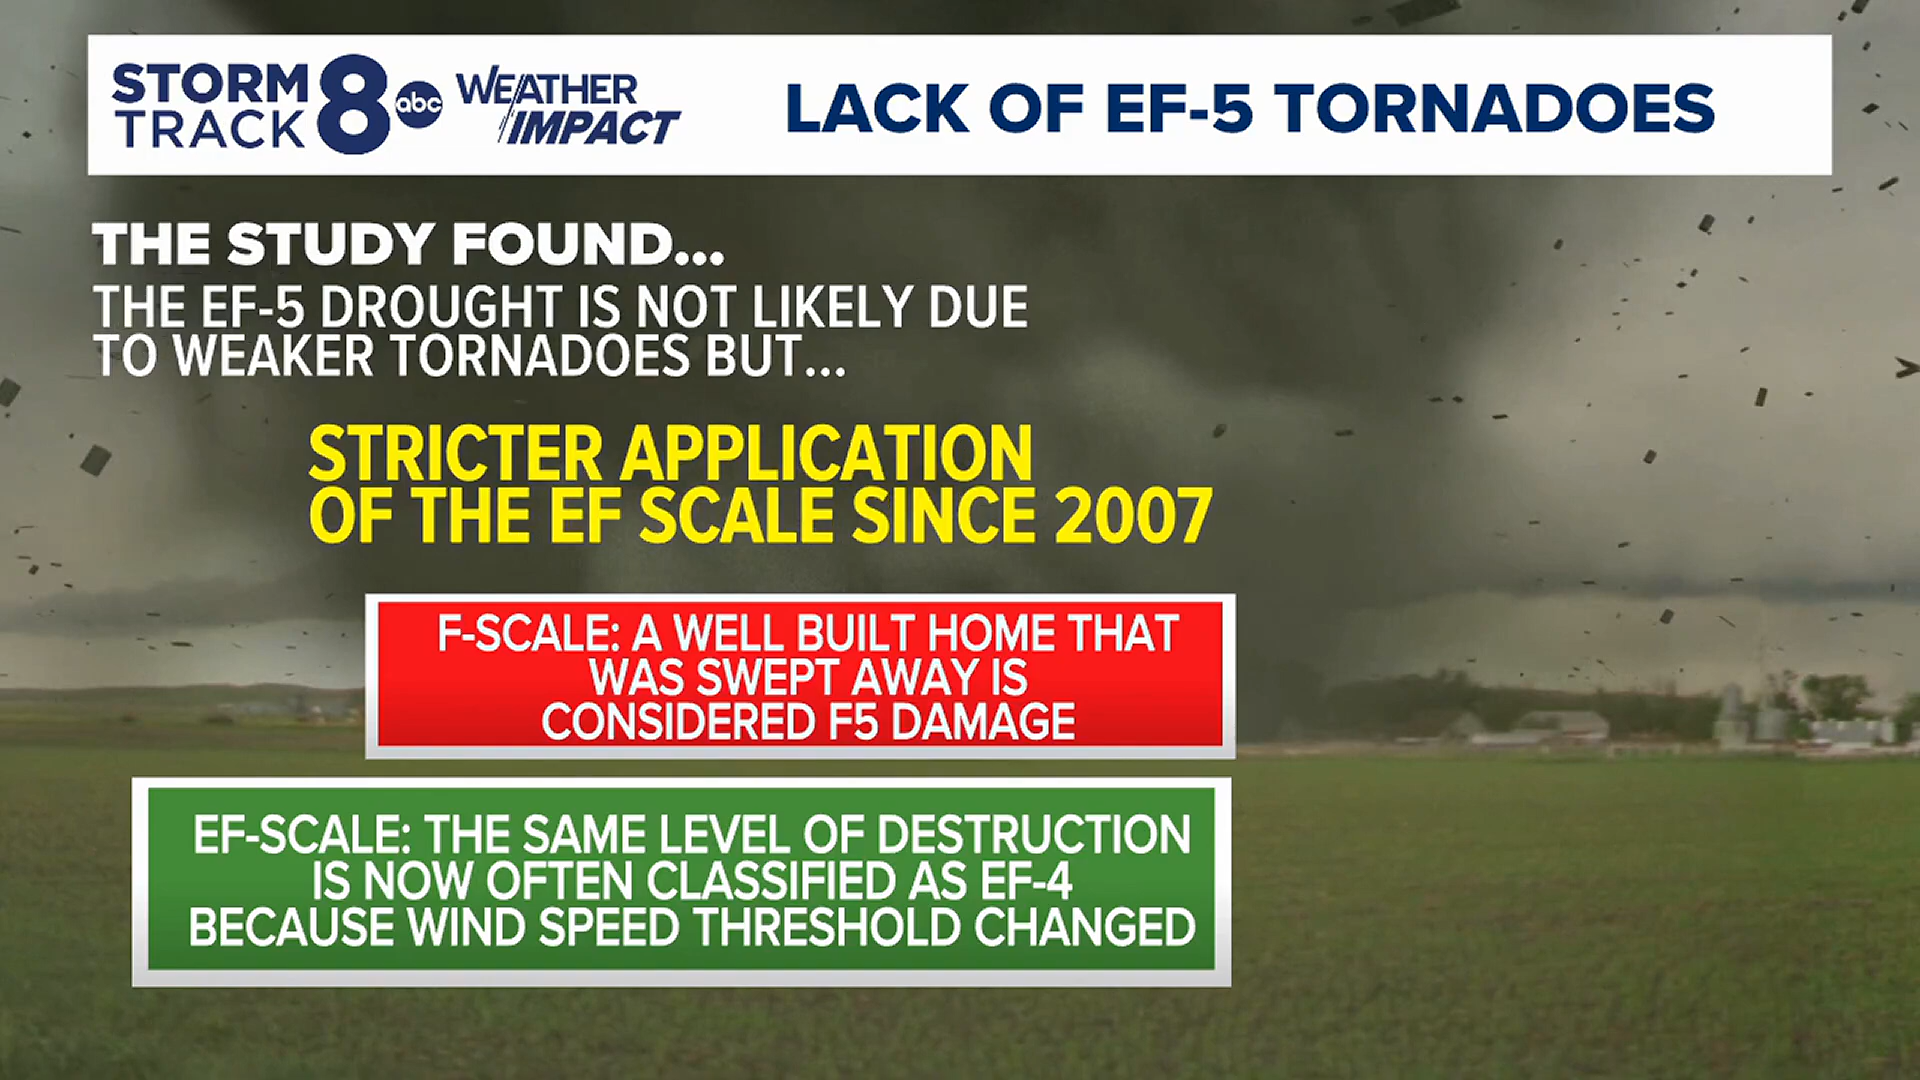 STORM TRACK 8 abc WEATHER IMPACT
LACK OF EF-5 TORNADOES
THE STUDY FOUND...
THE EF-5 DROUGHT IS NOT LIKELY DUE
TO WEAKER TORNADOES BUT...
STRICTER APPLICATION
OF THE EF SCALE SINCE 2007
F-SCALE: A WELL BUILT HOME THAT
WAS SWEPT AWAY IS
CONSIDERED F5 DAMAGE
EF-SCALE: THE SAME LEVEL OF DESTRUCTION
IS NOW OFTEN CLASSIFIED AS EF-4
BECAUSE WIND SPEED THRESHOLD CHANGED